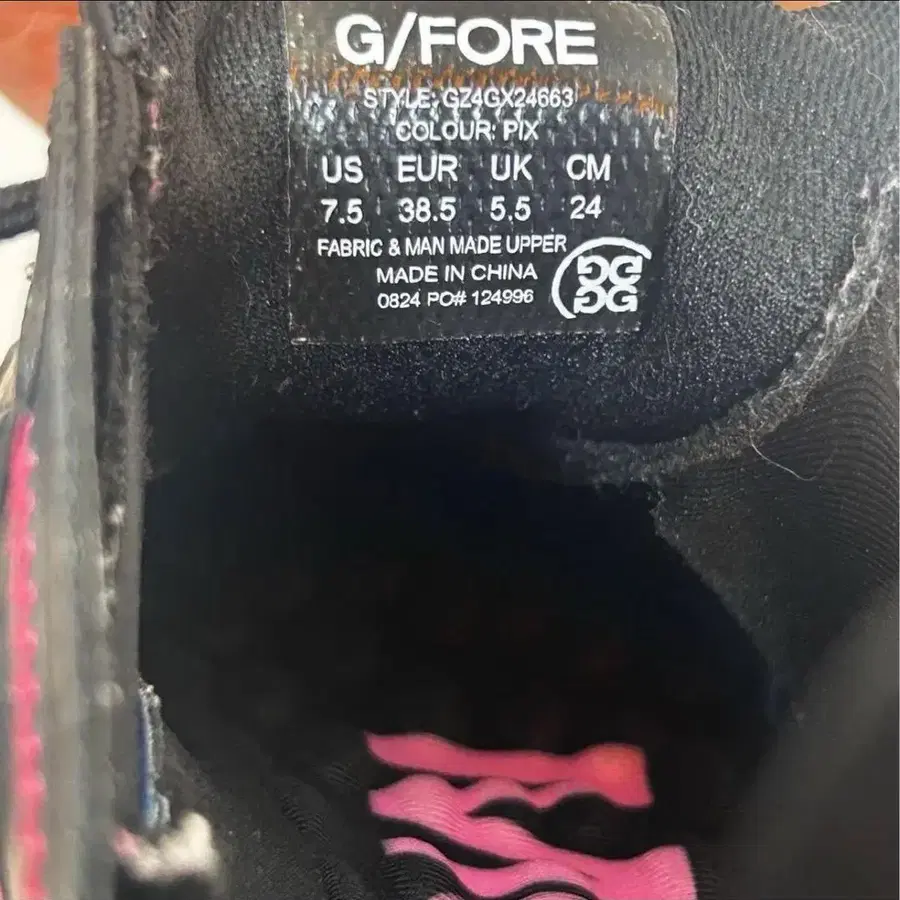 G/FORE
STYLE: GZ4GX24663
COLOUR: PIX
US EUR UK CM
7.5 38.5 5.5 24
FABRIC & MAN MADE UPPER
MADE IN CHINA
0824 PO# 124996